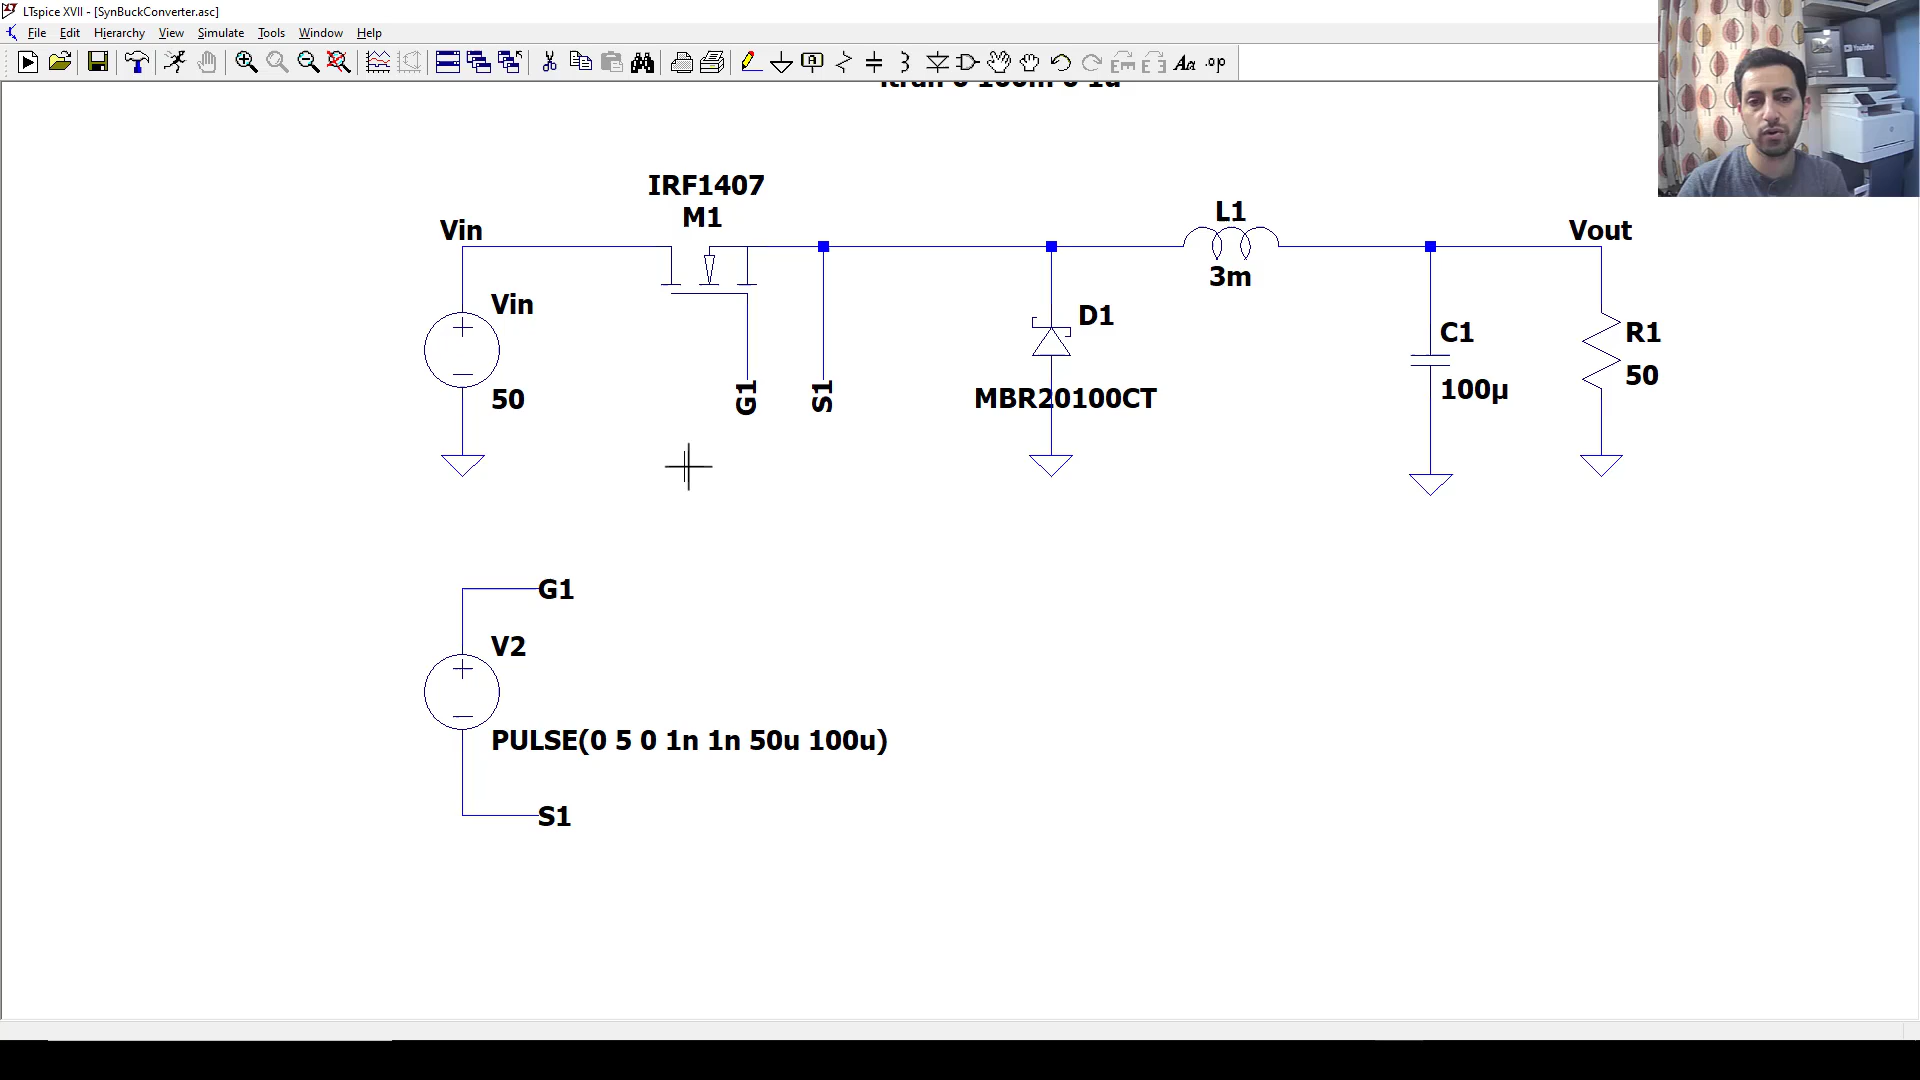 LTspice XVII - [SynBuckConverter.asc]
File Edit Hierarchy View Simulate Tools Window Help
.op
IRF1407
M1
Vin
Vin
50
G1
S1
D1
MBR20100CT
L1
3m
Vout
C1
100µ
R1
50
G1
V2
PULSE(0 5 0 1n 1n 50u 100u)
S1
YouTube